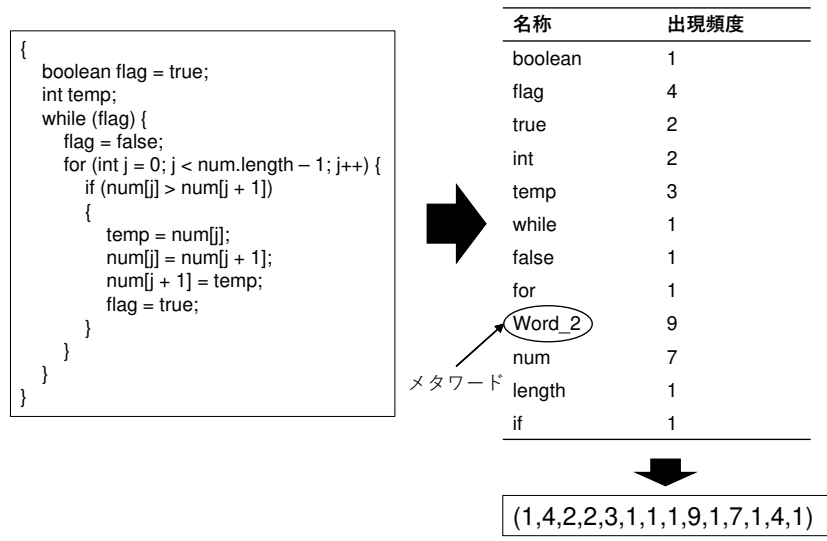 {
boolean flag = true;
int temp;
while (flag) {
flag = false;
for (int j = 0; j < num.length – 1; j++) {
if (num[j] > num[j + 1])
{
temp = num[j];
num[j] = num[j + 1];
num[j + 1] = temp;
flag = true;
}
}
}
}
名称 出現頻度
boolean 1
flag 4
true 2
int 2
temp 3
while 1
false 1
for 1
Word_2 9
num 7
length 1
if 1
メタワード
(1,4,2,2,3,1,1,1,9,1,7,1,4,1)